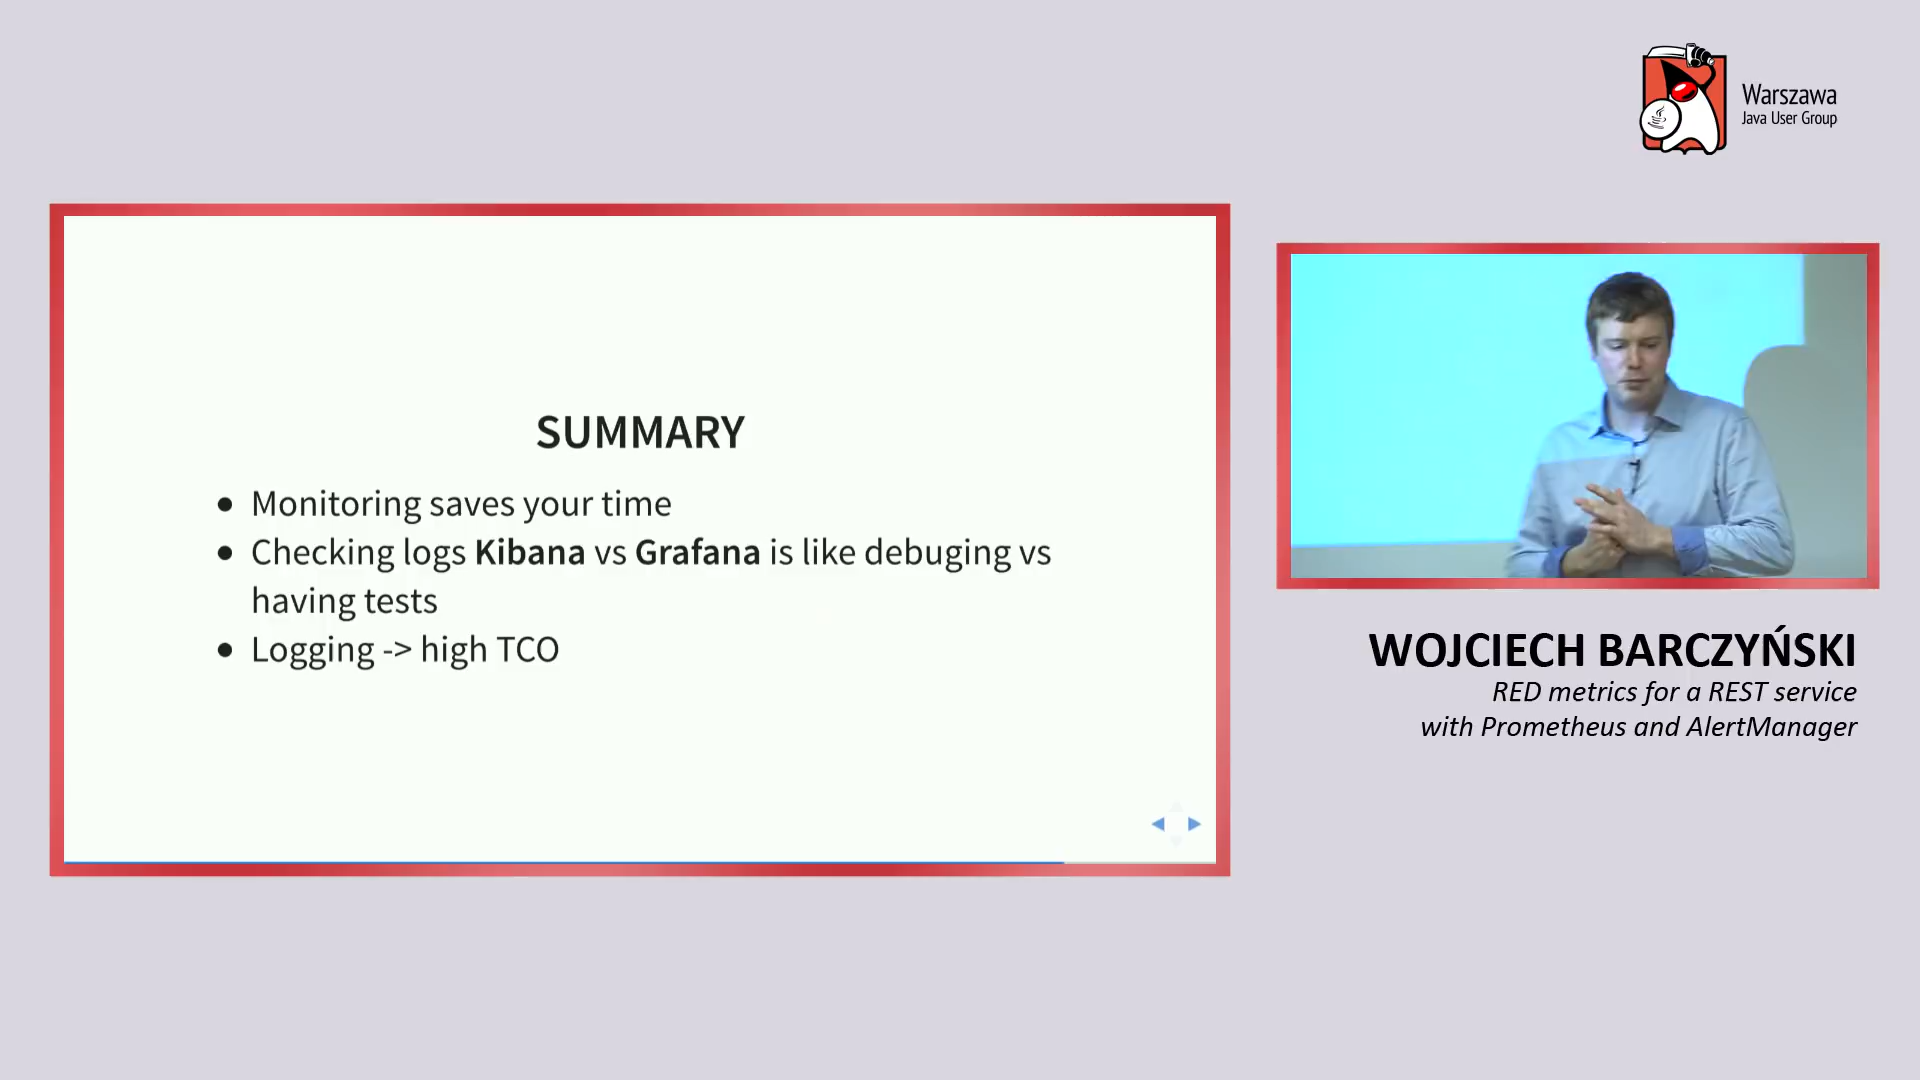 Warszawa
Java User Group
SUMMARY
Monitoring saves your time
Checking logs Kibana vs Grafana is like debuging vs
having tests
Logging -> high TCO
WOJCIECH BARCZYŃSKI
RED metrics for a REST service
with Prometheus and AlertManager